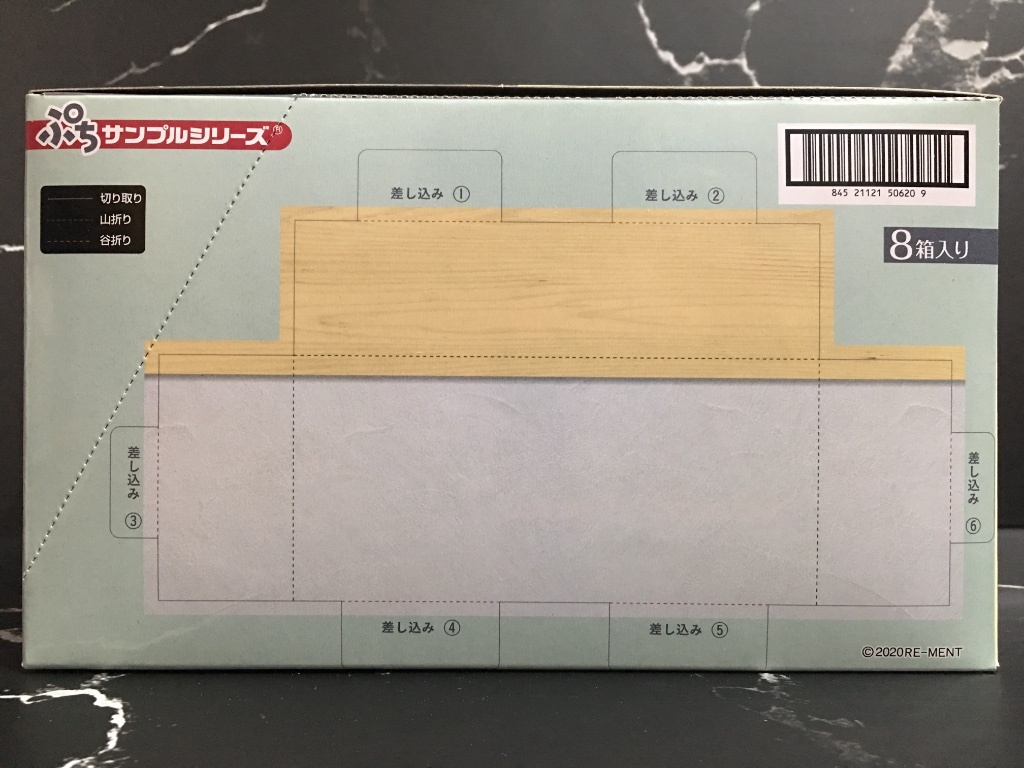 ぷちサンプルシリーズ®
切り取り
山折り
谷折り
差し込み ①
差し込み ②
845 21121 50620 9
8箱入り
差し込み ③
差し込み ⑥
差し込み ④
差し込み ⑤
©2020RE-MENT